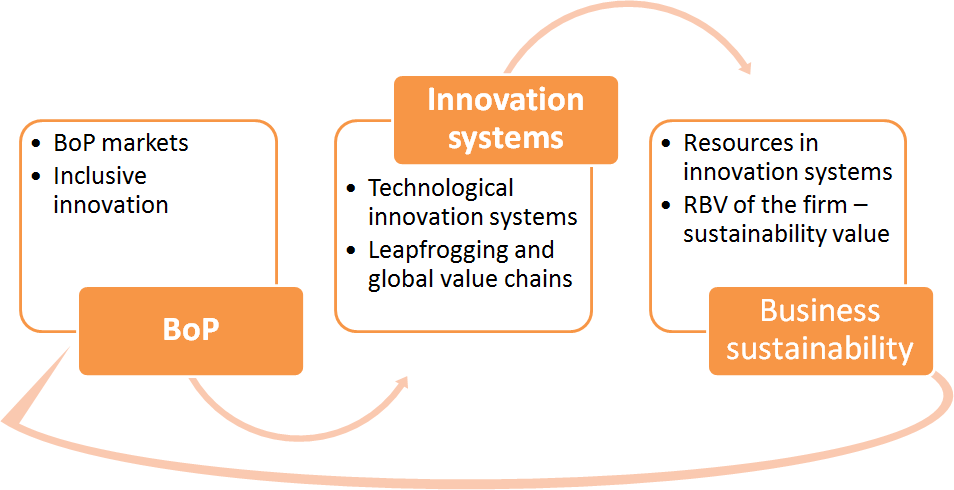 • BoP markets
• Inclusive
innovation
BoP
Innovation
systems
• Technological
innovation systems
• Leapfrogging and
global value chains
• Resources in
innovation systems
• RBV of the firm –
sustainability value
Business
sustainability